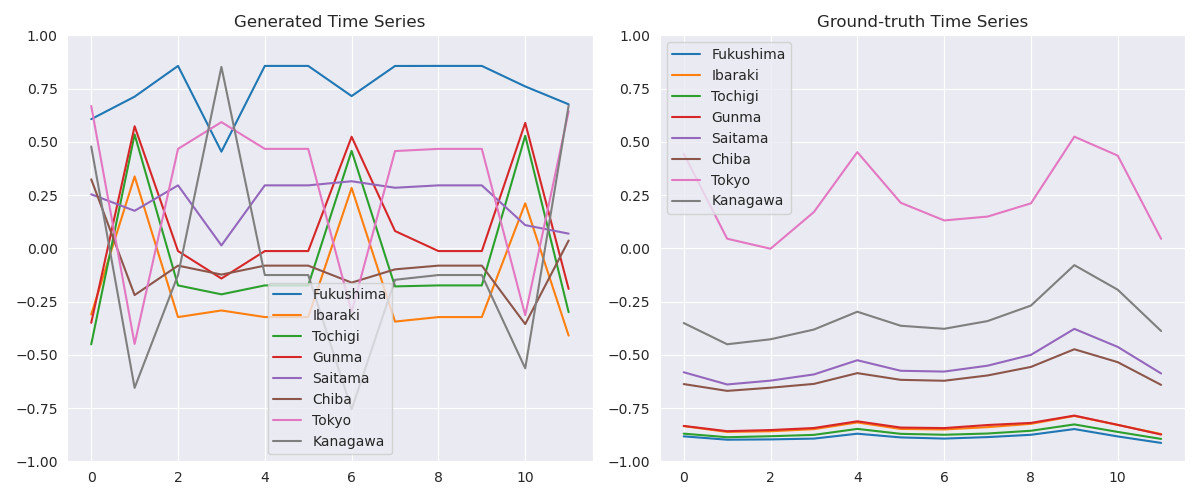 Generated Time Series
1.00
0.75
0.50
0.25
0.00
−0.25
−0.50
−0.75
−1.00
0
2
4
6
8
10
Fukushima
Ibaraki
Tochigi
Gunma
Saitama
Chiba
Tokyo
Kanagawa
Ground-truth Time Series
1.00
0.75
0.50
0.25
0.00
−0.25
−0.50
−0.75
−1.00
0
2
4
6
8
10
Fukushima
Ibaraki
Tochigi
Gunma
Saitama
Chiba
Tokyo
Kanagawa